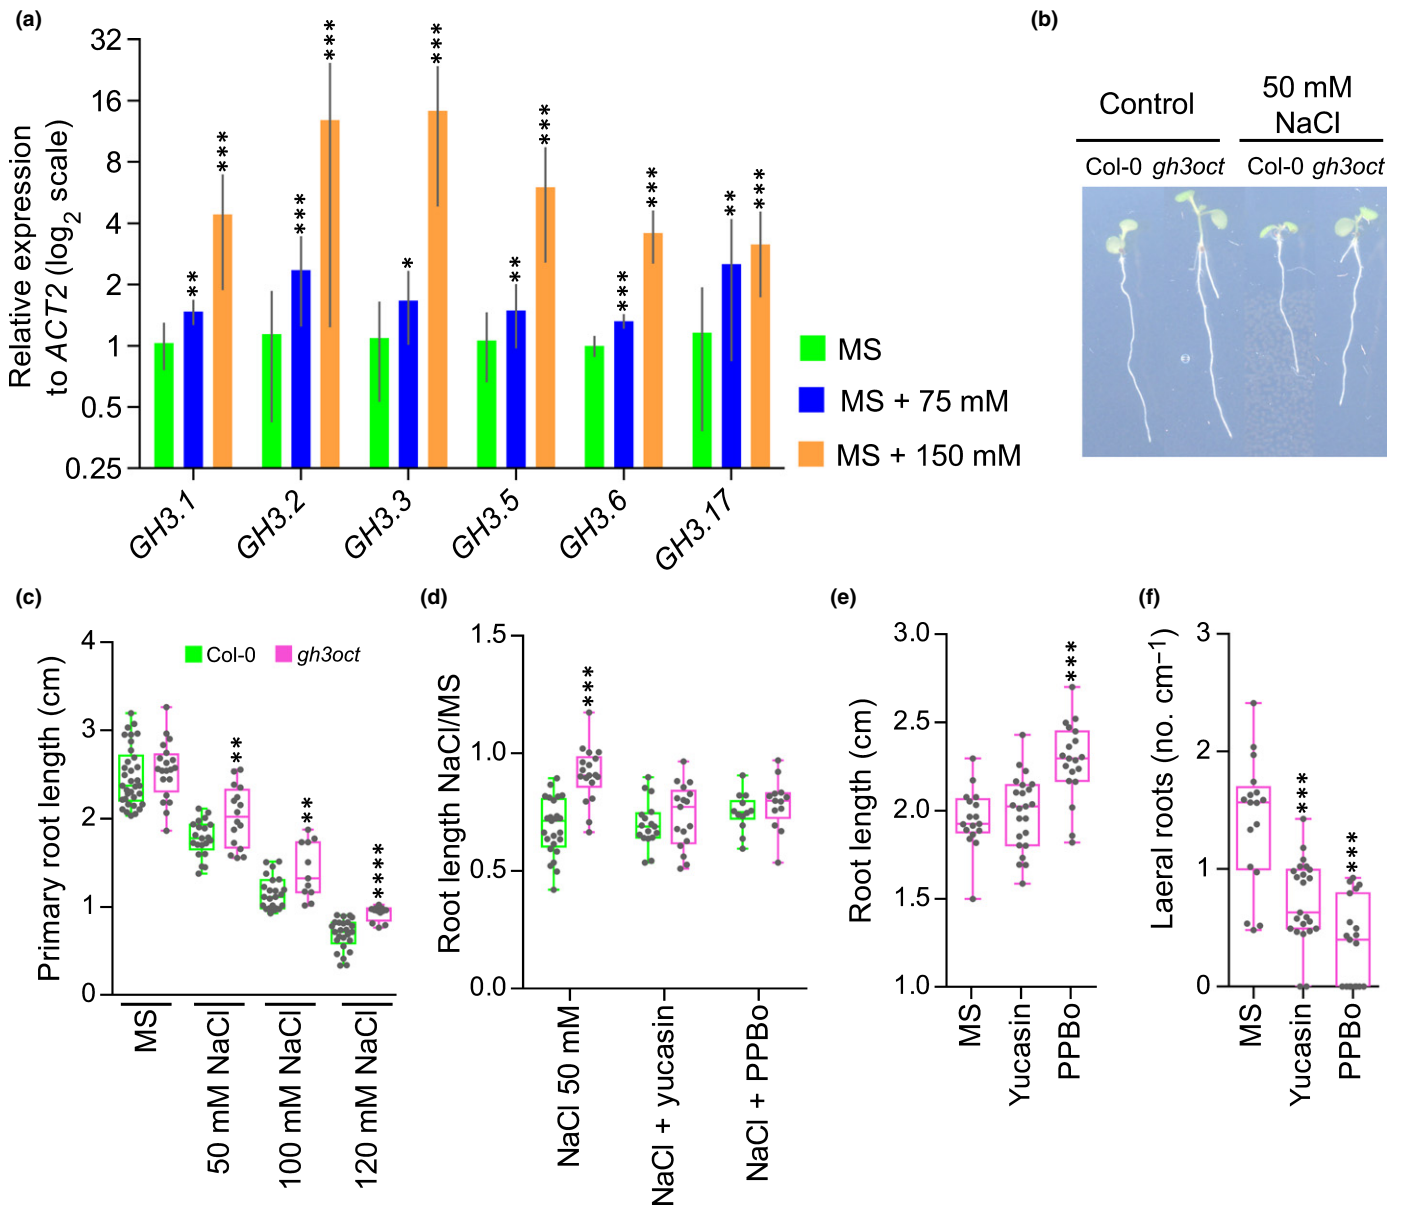 (a)
Relative expression
to ACT2 (log2 scale)
32
16
8
4
2
1
0.5
0.25
***
***
***
***
***
***
**
***
*
**
***
**
GH3.1
GH3.2
GH3.3
GH3.5
GH3.6
GH3.17
MS
MS + 75 mM
MS + 150 mM
(b)
Control
50 mM
NaCl
Col-0 gh3oct
Col-0 gh3oct
(c)
Primary root length (cm)
4
3
2
1
0
Col-0
gh3oct
**
**
****
MS
50 mM NaCl
100 mM NaCl
120 mM NaCl
(d)
Root length NaCl/MS
1.5
1.0
0.5
0.0
***
NaCl 50 mM
NaCl + yucasin
NaCl + PPBo
(e)
Root length (cm)
3.0
2.5
2.0
1.5
1.0
***
MS
Yucasin
PPBo
(f)
Laeral roots (no. cm−1)
3
2
1
0
***
***
MS
Yucasin
PPBo